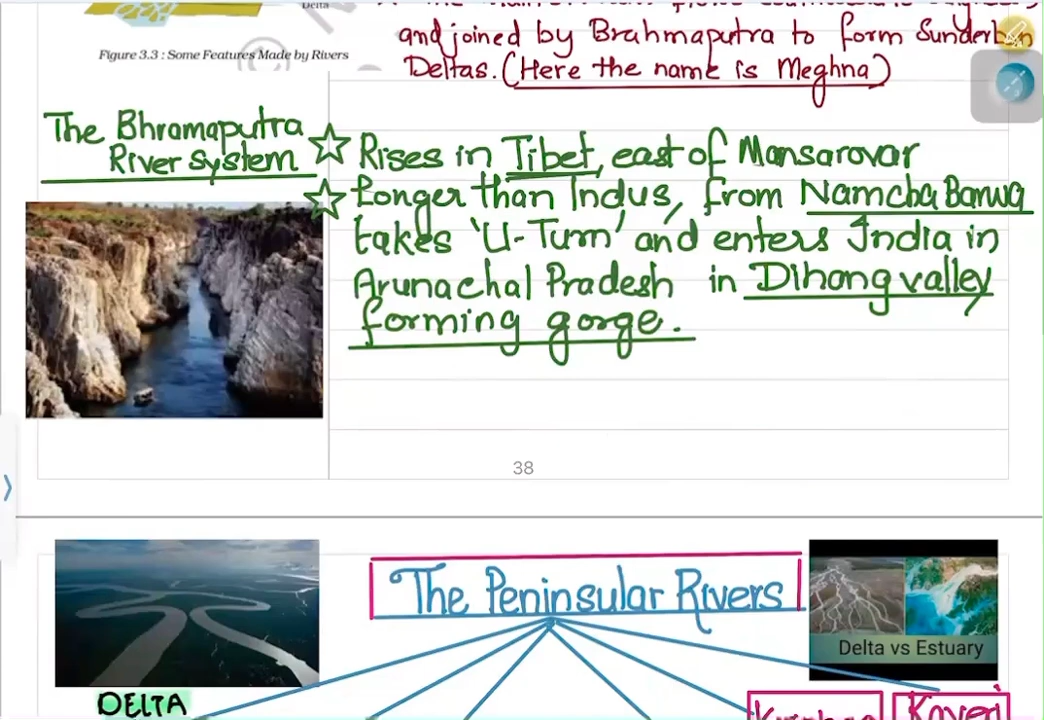 Delta
Figure 3.3 : Some Features Made by Rivers
and joined by Brahmaputra to form Sunderban
Deltas. (Here the name is Meghna)
The Bhramaputra
River system
Rises in Tibet, east of Mansarovar
Longer than Indus, from Namcha Barwa
takes 'U-Turn' and enters India in
Arunachal Pradesh in Dihang valley
forming gorge.
38
The Peninsular Rivers
Delta vs Estuary
DELTA
Krishna
Kaveri